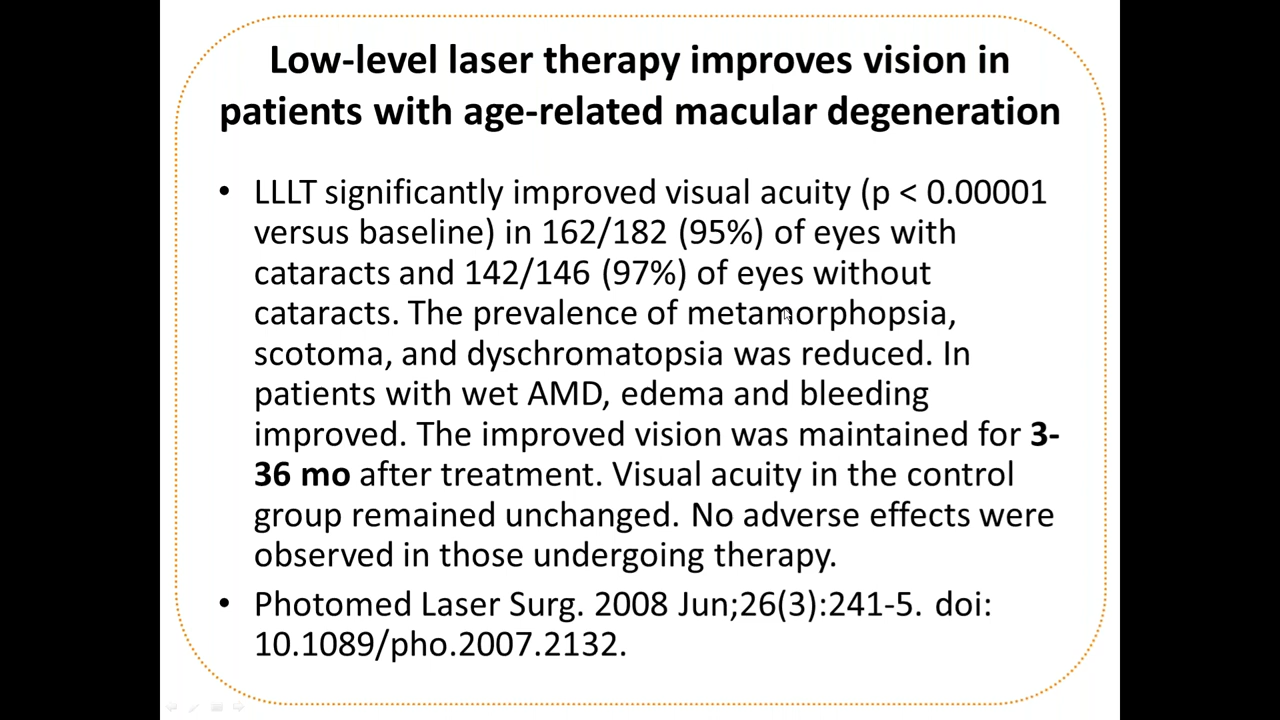 Low-level laser therapy improves vision in
patients with age-related macular degeneration
• LLLT significantly improved visual acuity (p < 0.00001
versus baseline) in 162/182 (95%) of eyes with
cataracts and 142/146 (97%) of eyes without
cataracts. The prevalence of metamorphopsia,
scotoma, and dyschromatopsia was reduced. In
patients with wet AMD, edema and bleeding
improved. The improved vision was maintained for 3-
36 mo after treatment. Visual acuity in the control
group remained unchanged. No adverse effects were
observed in those undergoing therapy.
• Photomed Laser Surg. 2008 Jun;26(3):241-5. doi:
10.1089/pho.2007.2132.